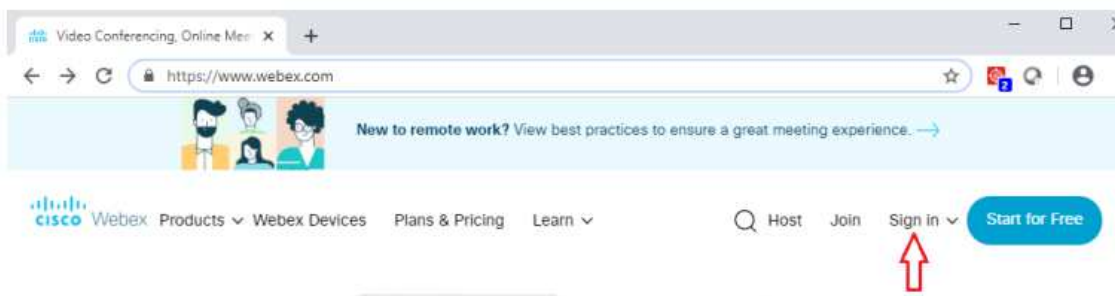 Video Conferencing, Online Mee
https://www.webex.com
2
New to remote work? View best practices to ensure a great meeting experience.
CISCO Webex Products Webex Devices Plans & Pricing Learn Host Join Sign in Start for Free